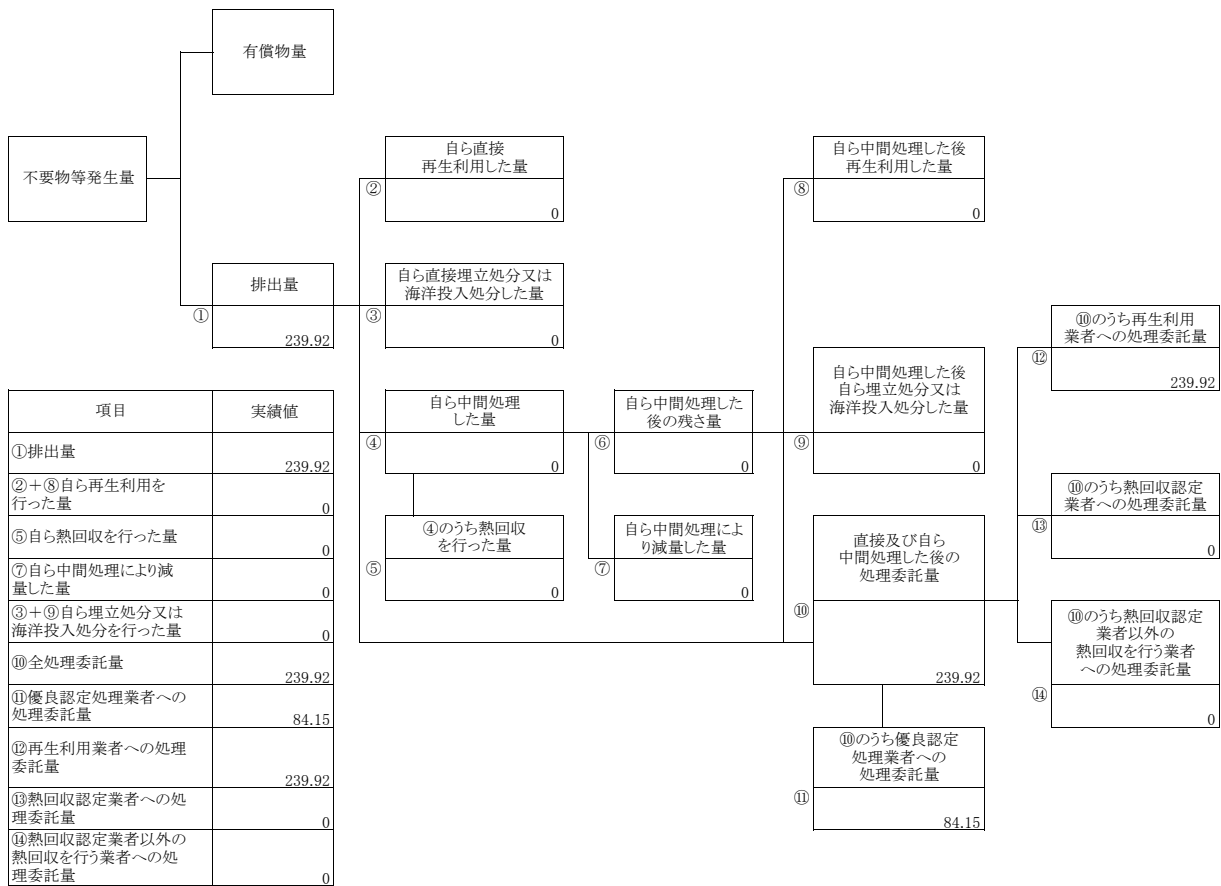 有償物量
不要物等発生量
排出量
①
239.92
自ら直接
再生利用した量
②
0
自ら直接埋立処分又は
海洋投入処分した量
③
0
自ら中間処理
した量
④
0
④のうち熱回収
を行った量
⑤
0
自ら中間処理した
後の残さ量
⑥
0
自ら中間処理によ
り減量した量
⑦
0
自ら中間処理した後
再生利用した量
⑧
0
自ら中間処理した後
自ら埋立処分又は
海洋投入処分した量
⑨
0
直接及び自ら
中間処理した後の
処理委託量
⑩
239.92
⑩のうち優良認定
処理業者への
処理委託量
⑪
84.15
⑩のうち再生利用
業者への処理委託量
⑫
239.92
⑩のうち熱回収認定
業者への処理委託量
⑬
0
⑩のうち熱回収認定
業者以外の
熱回収を行う業者
への処理委託量
⑭
0
項目 実績値
①排出量
239.92
②+⑧自ら再生利用を
行った量
0
⑤自ら熱回収を行った量
0
⑦自ら中間処理により減
量した量
0
③+⑨自ら埋立処分又は
海洋投入処分を行った量
0
⑩全処理委託量
239.92
⑪優良認定処理業者への
処理委託量
84.15
⑫再生利用業者への処理
委託量
239.92
⑬熱回収認定業者への処
理委託量
0
⑭熱回収認定業者以外の
熱回収を行う業者への処
理委託量
0